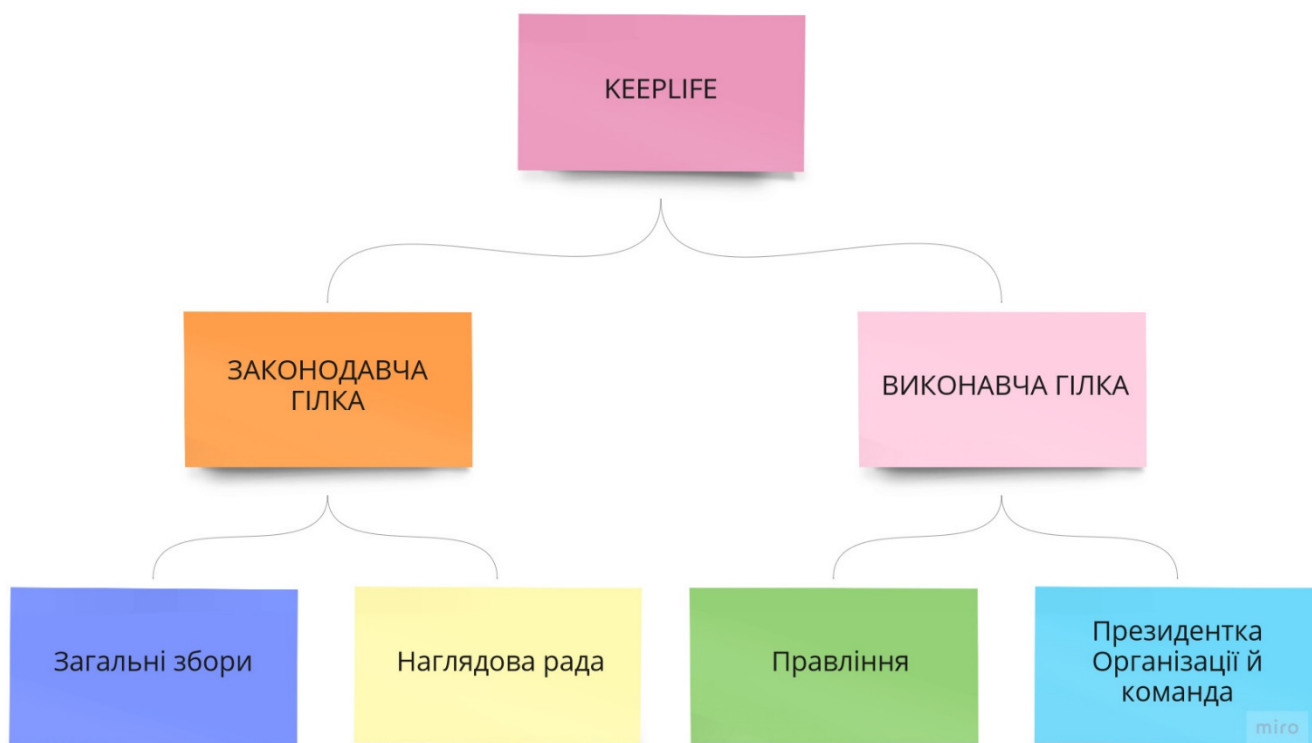 KEEPLIFE
ЗАКОНОДАВЧА
ГІЛКА
ВИКОНАВЧА ГІЛКА
Загальні збори
Наглядова рада
Правління
Президентка
Організації й
команда
miro